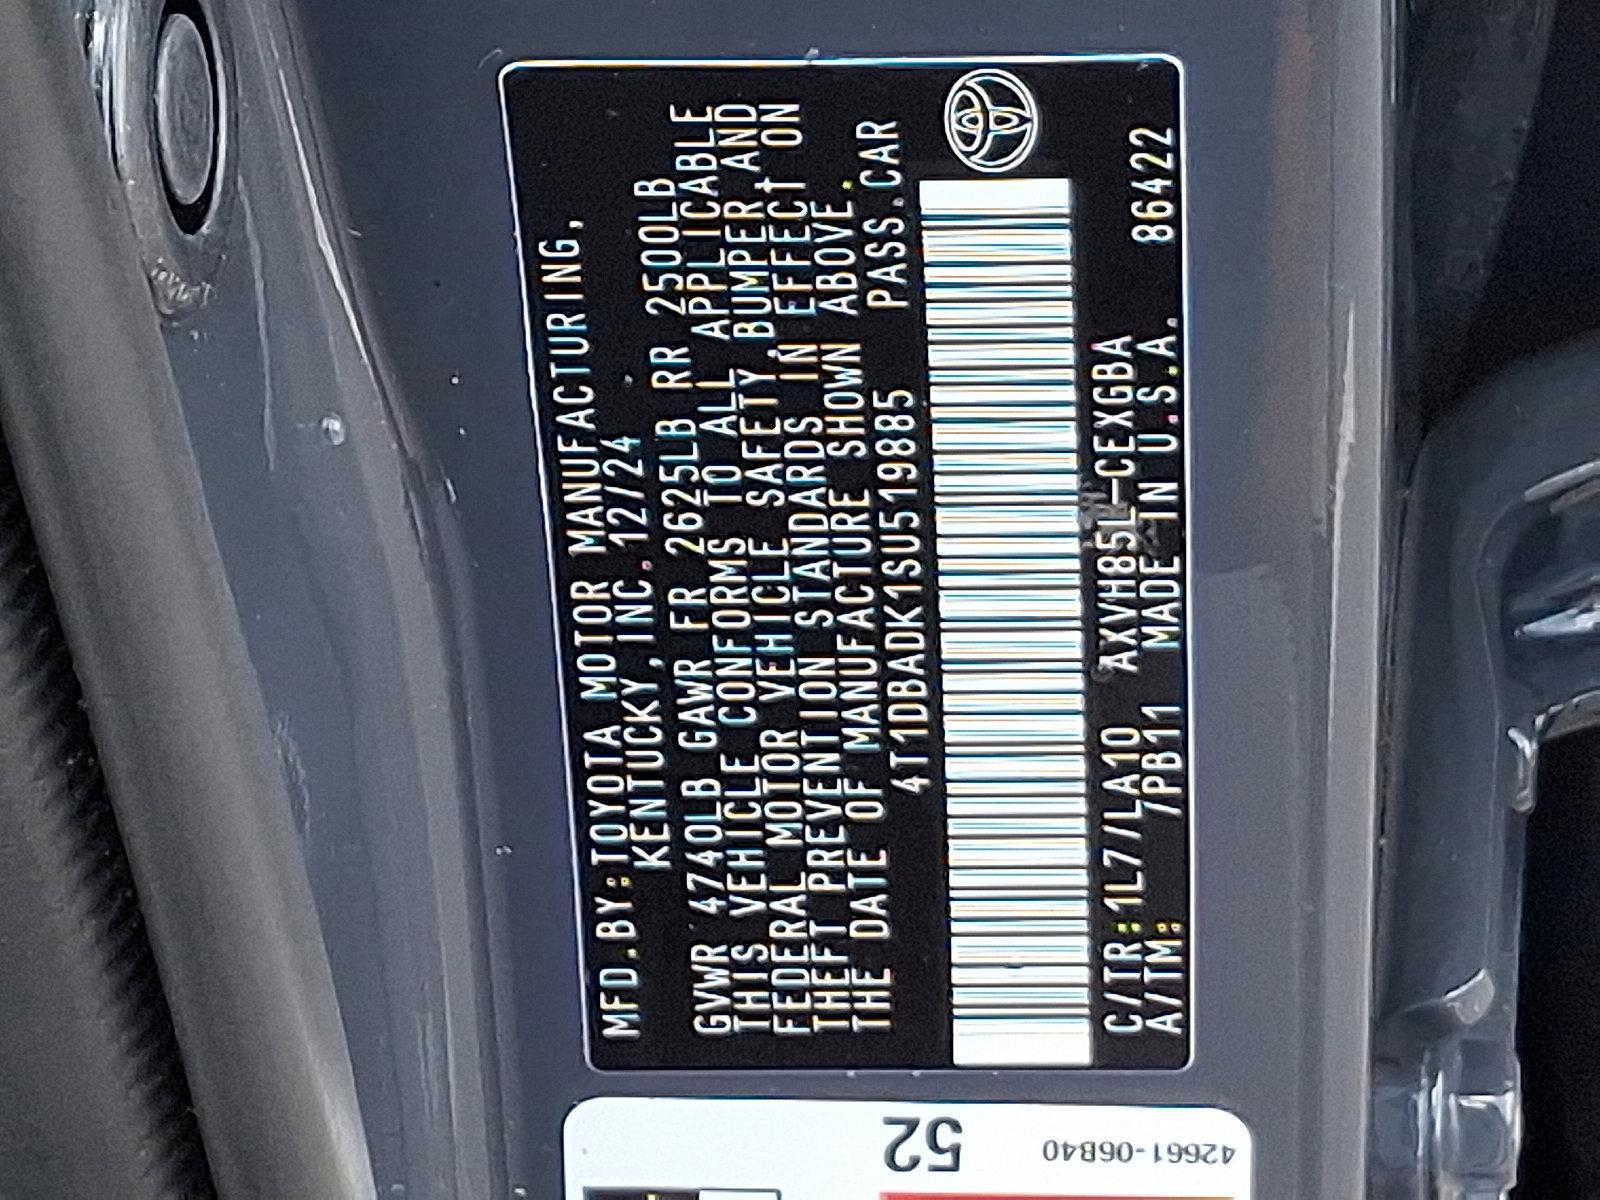 MFD.BY:TOYOTA MOTOR MANUFACTURING,
KENTUCKY,INC.12/24
GVWR 4740LB GAWR FR 2625LB RR 2500LB
THIS VEHICLE CONFORMS TO ALL APPLICABLE
FEDERAL MOTOR VEHICLE SAFETY,BUMPER AND
THEFT PREVENTION STANDARDS IN EFFECT ON
THE DATE OF MANUFACTURE SHOWN ABOVE.
4T1DBADK1SU519885 PASS.CAR
C/TR:1L7/LA10 AXVH85L-CEXGBA
A/TM: /PB11 MADE IN U.S.A. 86422
52
42661-06B40